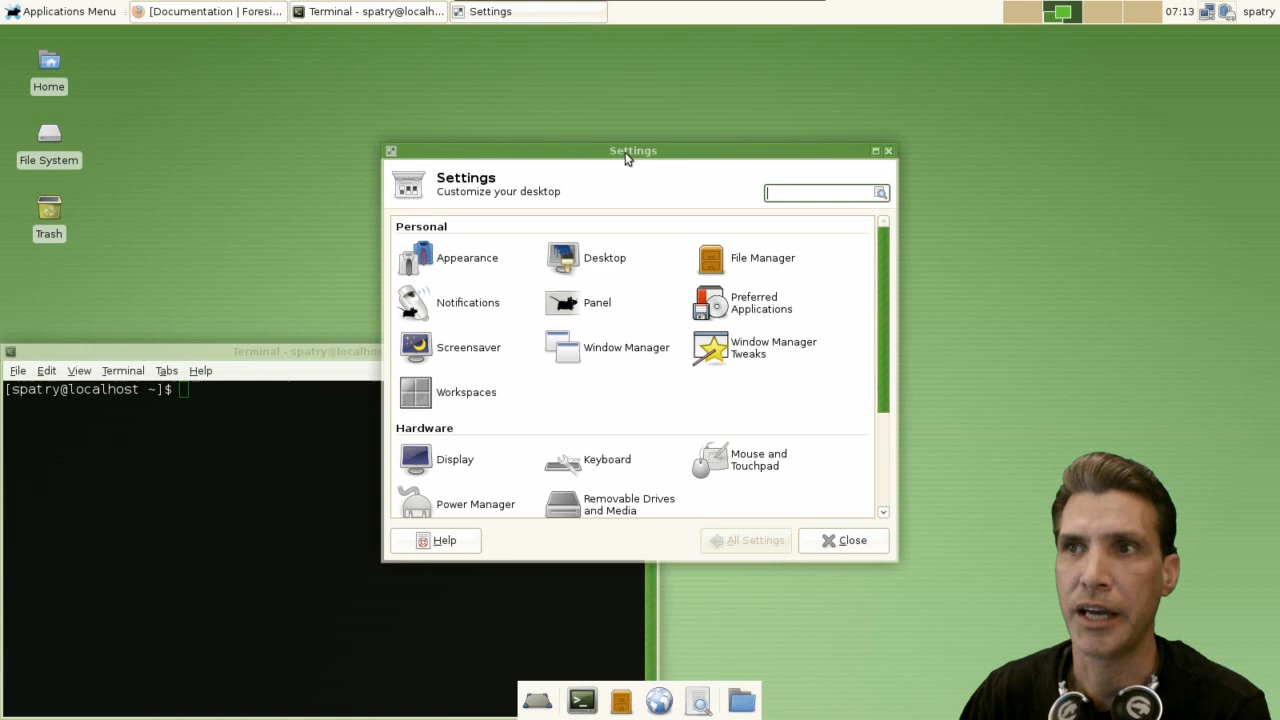 Applications Menu
[Documentation | Foresi...
Terminal - spatry@localh...
Settings
07:13
spatry
Home
File System
Trash
Settings
Settings
Customize your desktop
Personal
Appearance
Desktop
File Manager
Notifications
Panel
Preferred
Applications
Screensaver
Window Manager
Window Manager
Tweaks
Workspaces
Hardware
Display
Keyboard
Mouse and
Touchpad
Power Manager
Removable Drives
and Media
Help
All Settings
Close
Terminal - spatry@localhos
File Edit View Terminal Tabs Help
[spatry@localhost ~]$